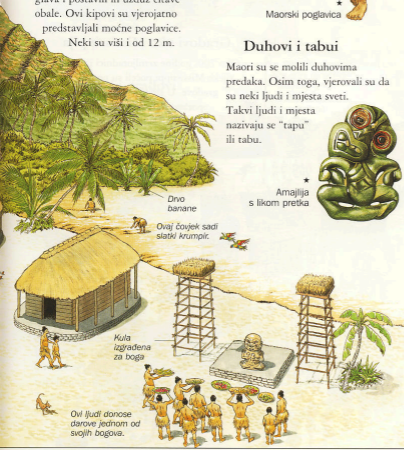 glava i postavili ih uzduž čitave
obale. Ovi kipovi su vjerojatno
predstavljali moćne poglavice.
Neki su viši i od 12 m.
Maorski poglavica
Duhovi i tabui
Maori su se molili duhovima
predaka. Osim toga, vjerovali su da
su neki ljudi i mjesta sveti.
Takvi ljudi i mjesta
nazivaju se “tapu”
ili tabu.
Amajlija
s likom pretka
Drvo
banane
Ovaj čovjek sadi
slatki krumpir.
Kula
izgrađena
za boga
Ovi ljudi donose
darove jednom od
svojih bogova.